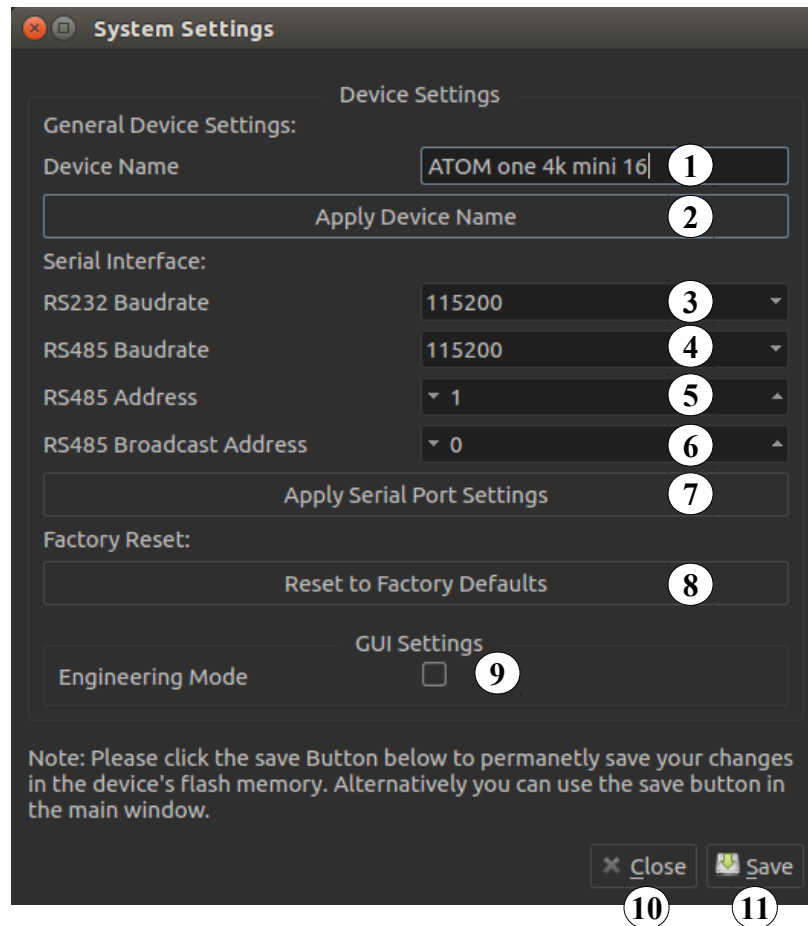 System Settings
Device Settings
General Device Settings:
Device Name ATOM one 4k mini 16 1
Apply Device Name 2
Serial Interface:
RS232 Baudrate 115200 3
RS485 Baudrate 115200 4
RS485 Address 1 5
RS485 Broadcast Address 0 6
Apply Serial Port Settings 7
Factory Reset:
Reset to Factory Defaults 8
GUI Settings
Engineering Mode 9
Note: Please click the save Button below to permanetly save your changes
in the device's flash memory. Alternatively you can use the save button in
the main window.
Close Save
10 11